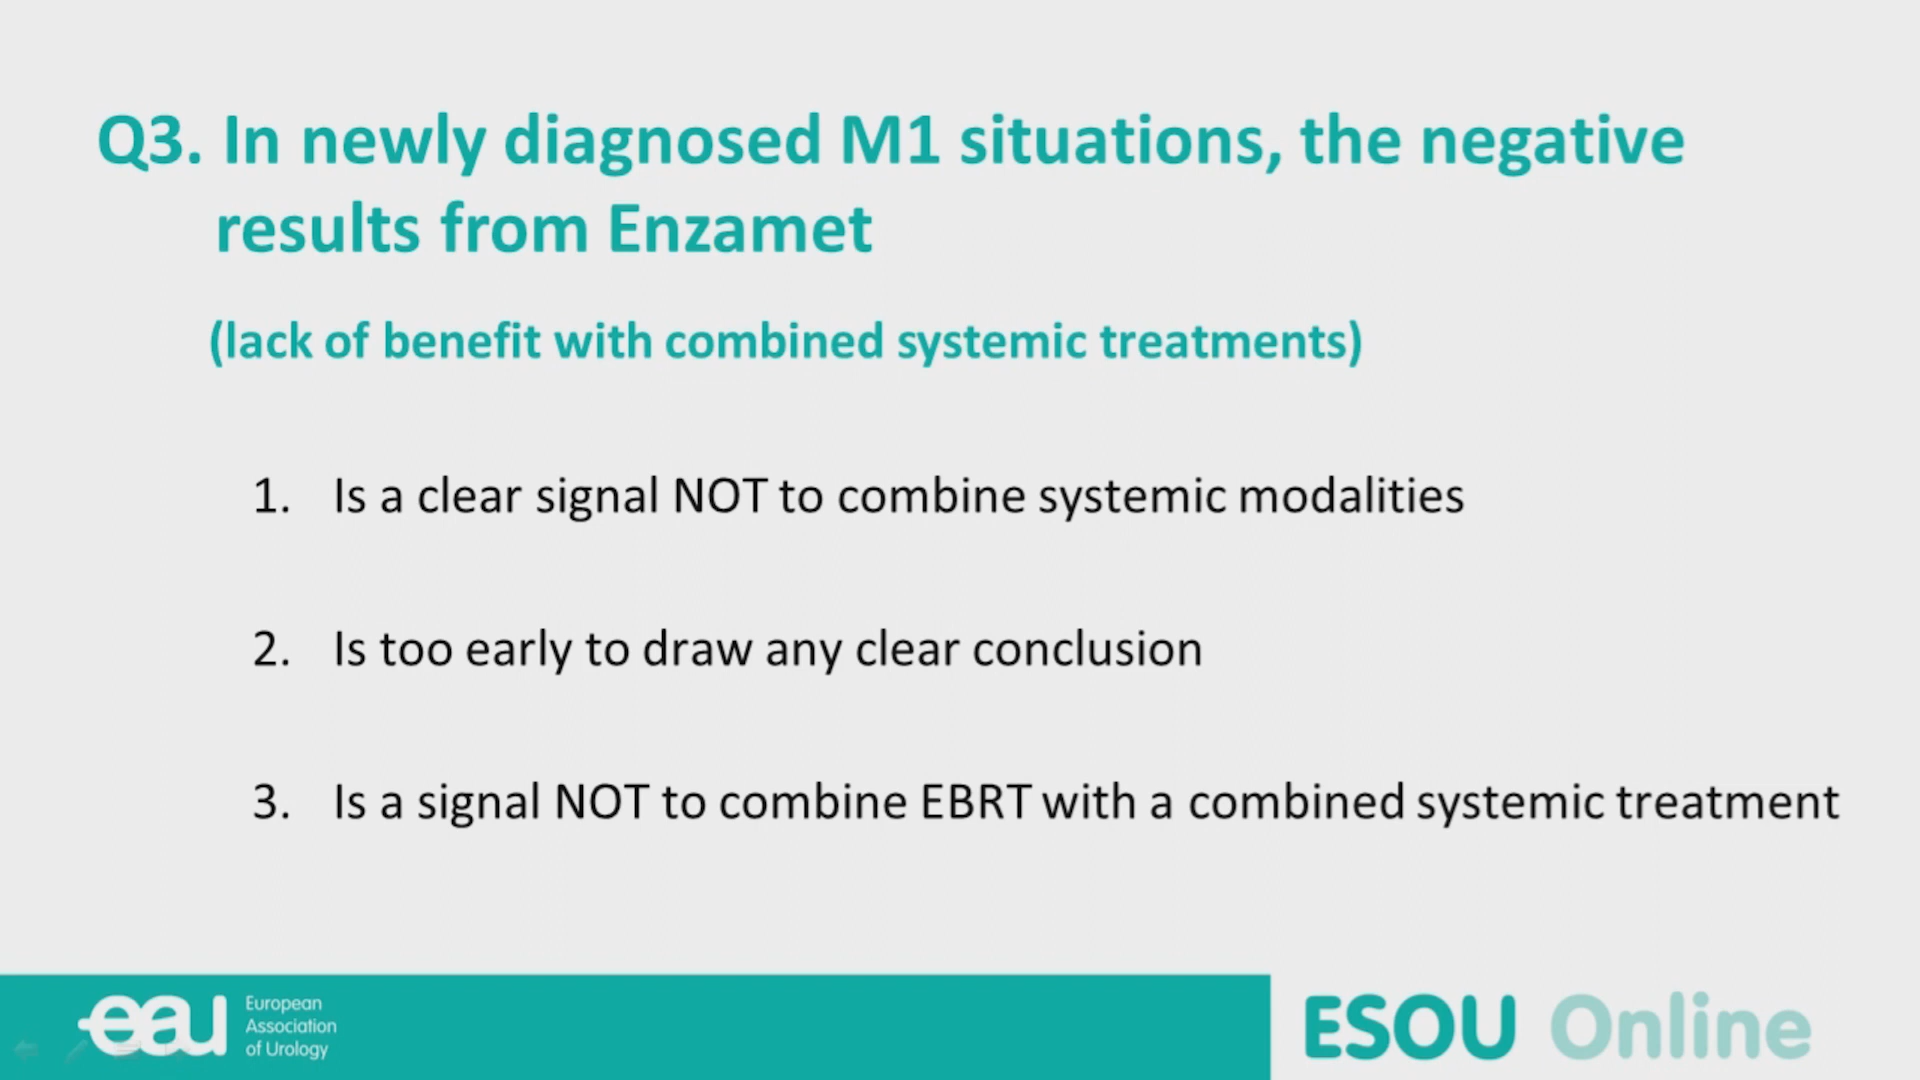 Q3. In newly diagnosed M1 situations, the negative
results from Enzamet
(lack of benefit with combined systemic treatments)
1. Is a clear signal NOT to combine systemic modalities
2. Is too early to draw any clear conclusion
3. Is a signal NOT to combine EBRT with a combined systemic treatment
eau
European
Association
of Urology
ESOU Online